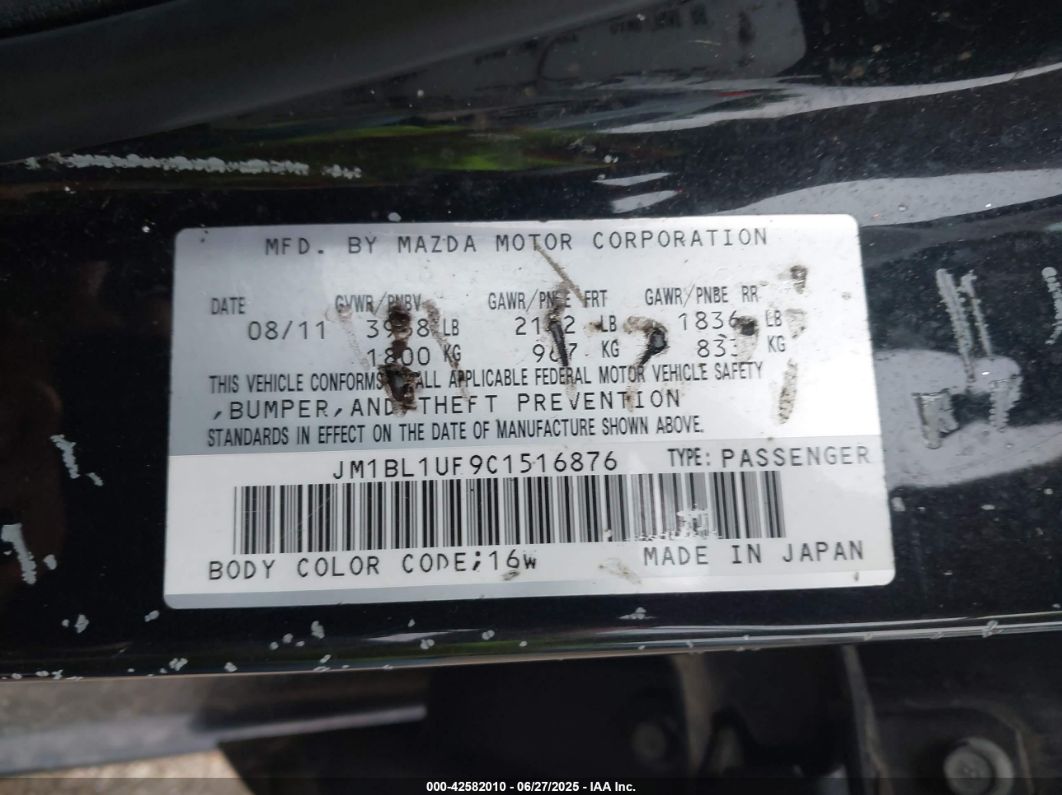 MFD. BY MAZDA MOTOR CORPORATION
DATE GVWR/PNBV GAWR/PNBE FRT GAWR/PNBE RR
08/11 LB LB 1836 LB
1800 KG KG KG
THIS VEHICLE CONFORMS ALL APPLICABLE FEDERAL MOTOR VEHICLE SAFETY
,BUMPER,AND THEFT PREVENTION
STANDARDS IN EFFECT ON THE DATE OF MANUFACTURE SHOWN ABOVE.
JM1BL1UF9C1516876 TYPE: PASSENGER
BODY COLOR CODE;16W MADE IN JAPAN
000-42582010 - 06/27/2025 - IAA Inc.